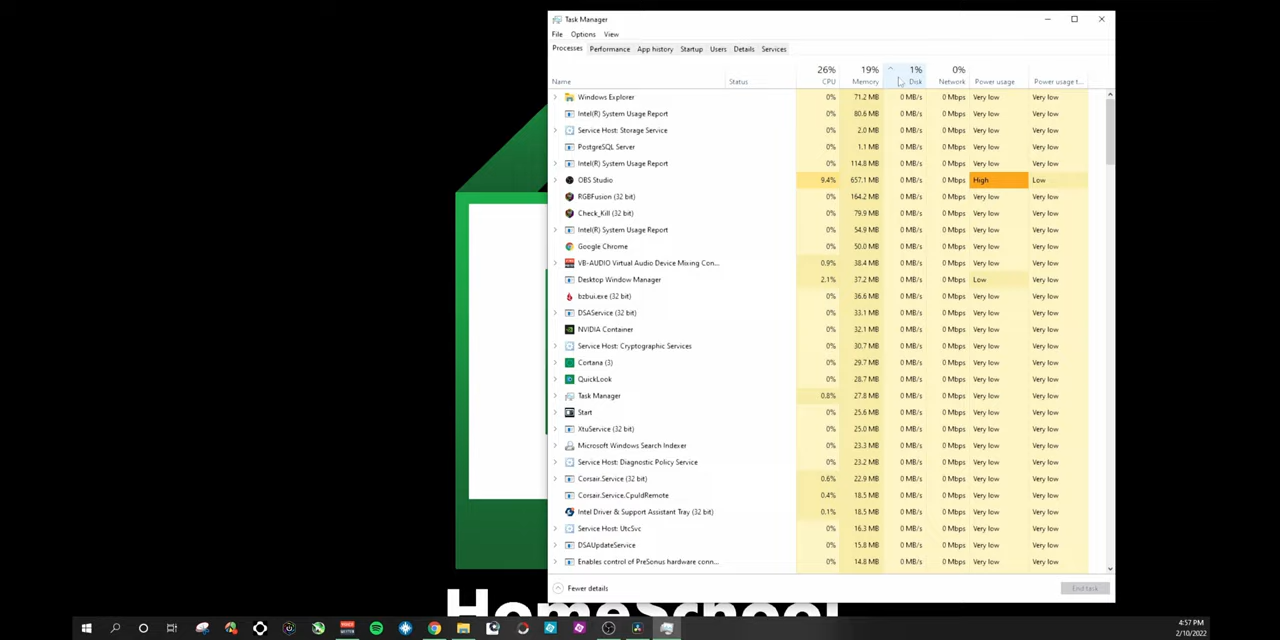 Task Manager
File Options View
Processes Performance App history Startup Users Details Services
26% 19% 1% 0%
Name Status CPU Memory Disk Network Power usage Power usage t...
Windows Explorer 0% 71.2 MB 0 MB/s 0 Mbps Very low Very low
Intel(R) System Usage Report 0% 80.6 MB 0 MB/s 0 Mbps Very low Very low
Service Host: Storage Service 0% 2.0 MB 0 MB/s 0 Mbps Very low Very low
PostgreSQL Server 0% 1.1 MB 0 MB/s 0 Mbps Very low Very low
Intel(R) System Usage Report 0% 114.8 MB 0 MB/s 0 Mbps Very low Very low
OBS Studio 9.4% 657.1 MB 0 MB/s 0 Mbps High Low
RGBFusion (32 bit) 0% 164.2 MB 0 MB/s 0 Mbps Very low Very low
Check_Kill (32 bit) 0% 79.9 MB 0 MB/s 0 Mbps Very low Very low
Intel(R) System Usage Report 0% 54.9 MB 0 MB/s 0 Mbps Very low Very low
Google Chrome 0% 50.0 MB 0 MB/s 0 Mbps Very low Very low
VB-AUDIO Virtual Audio Device Mixing Con... 0.9% 38.4 MB 0 MB/s 0 Mbps Very low Very low
Desktop Window Manager 2.1% 37.2 MB 0 MB/s 0 Mbps Low Very low
bzbui.exe (32 bit) 0% 36.6 MB 0 MB/s 0 Mbps Very low Very low
DSAService (32 bit) 0% 33.1 MB 0 MB/s 0 Mbps Very low Very low
NVIDIA Container 0% 32.1 MB 0 MB/s 0 Mbps Very low Very low
Service Host: Cryptographic Services 0% 30.7 MB 0 MB/s 0 Mbps Very low Very low
Cortana (3) 0% 29.7 MB 0 MB/s 0 Mbps Very low Very low
QuickLook 0% 28.7 MB 0 MB/s 0 Mbps Very low Very low
Task Manager 0.8% 27.8 MB 0 MB/s 0 Mbps Very low Very low
Start 0% 25.6 MB 0 MB/s 0 Mbps Very low Very low
XtuService (32 bit) 0% 25.0 MB 0 MB/s 0 Mbps Very low Very low
Microsoft Windows Search Indexer 0% 23.3 MB 0 MB/s 0 Mbps Very low Very low
Service Host: Diagnostic Policy Service 0% 23.2 MB 0 MB/s 0 Mbps Very low Very low
Corsair.Service (32 bit) 0.6% 22.9 MB 0 MB/s 0 Mbps Very low Very low
Corsair.Service.CpuIdRemote 0.4% 18.5 MB 0 MB/s 0 Mbps Very low Very low
Intel Driver & Support Assistant Tray (32 bit) 0.1% 18.5 MB 0 MB/s 0 Mbps Very low Very low
Service Host: UtcSvc 0% 16.3 MB 0 MB/s 0 Mbps Very low Very low
DSAUpdateService 0% 15.8 MB 0 MB/s 0 Mbps Very low Very low
Enables control of PreSonus hardware conn... 0% 14.8 MB 0 MB/s 0 Mbps Very low Very low
Fewer details End task
HomeSchool
4:57 PM
2/10/2022